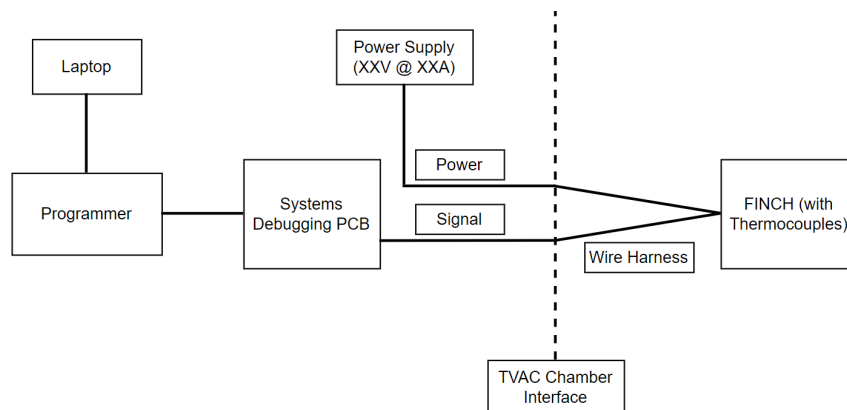 Laptop
Power Supply
(XXV @ XXA)
Power
Programmer
Systems
Debugging PCB
Signal
FINCH (with
Thermocouples)
Wire Harness
TVAC Chamber
Interface